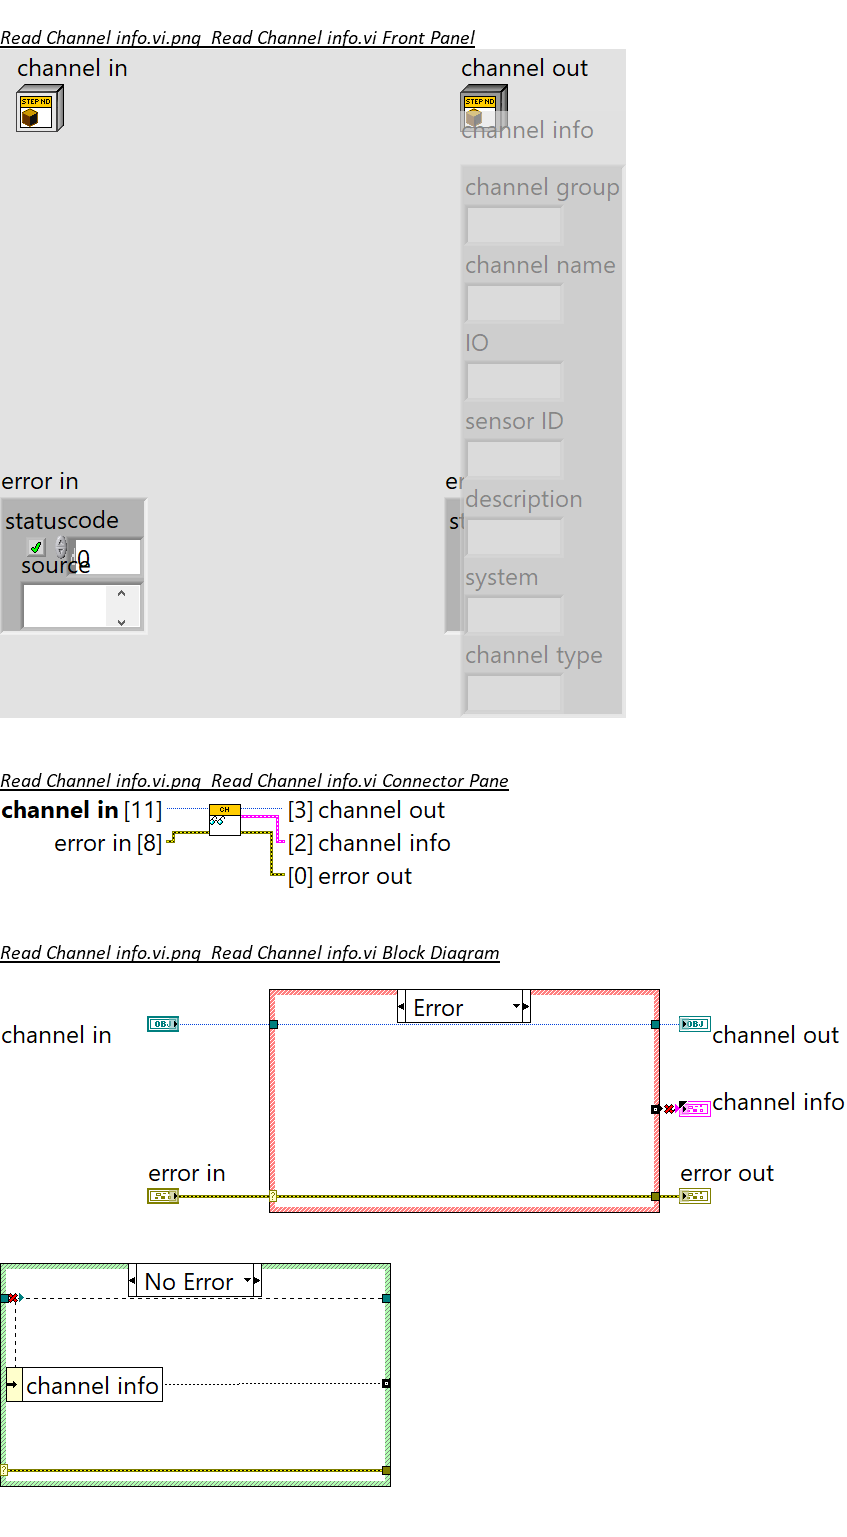 Read Channel info.vi.png  Read Channel info.vi Front Panel
channel in
channel out
STEP ND
STEP ND
channel info
channel group
channel name
IO
sensor ID
error in
er
description
status code
st
0
source
system
channel type
Read Channel info.vi.png  Read Channel info.vi Connector Pane
channel in [11]
CH
[3] channel out
error in [8]
[2] channel info
[0] error out
Read Channel info.vi.png  Read Channel info.vi Block Diagram
Error
channel in
OBJ
OBJ
channel out
channel info
error in
error out
?
No Error
channel info
?